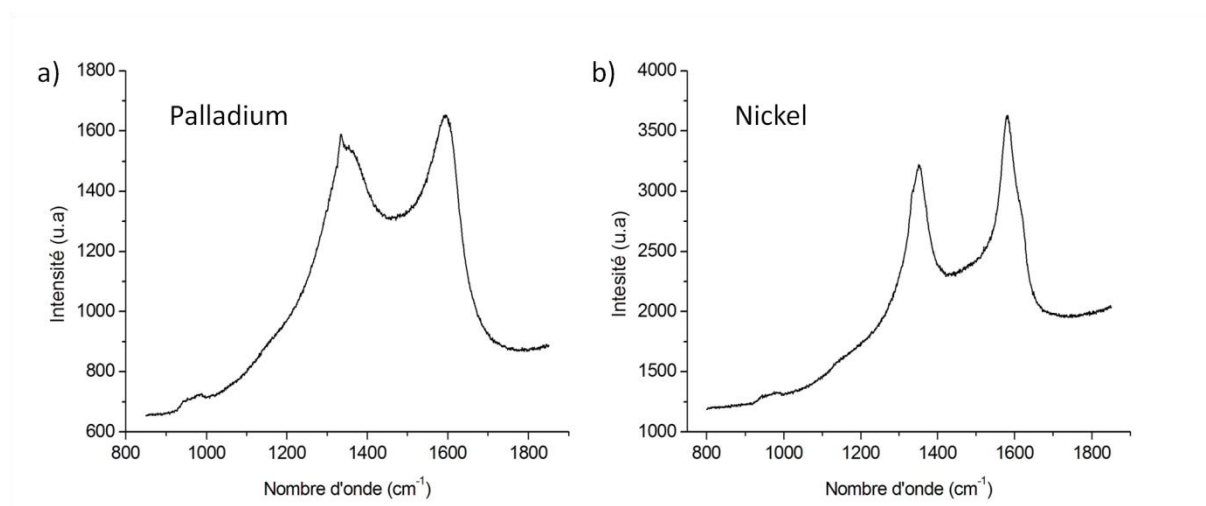 a)
Palladium
Intensité (u.a)
1800
1600
1400
1200
1000
800
600
800 1000 1200 1400 1600 1800
Nombre d'onde (cm-1)
b)
Nickel
Intesité (u.a)
4000
3500
3000
2500
2000
1500
1000
800 1000 1200 1400 1600 1800
Nombre d'onde (cm-1)